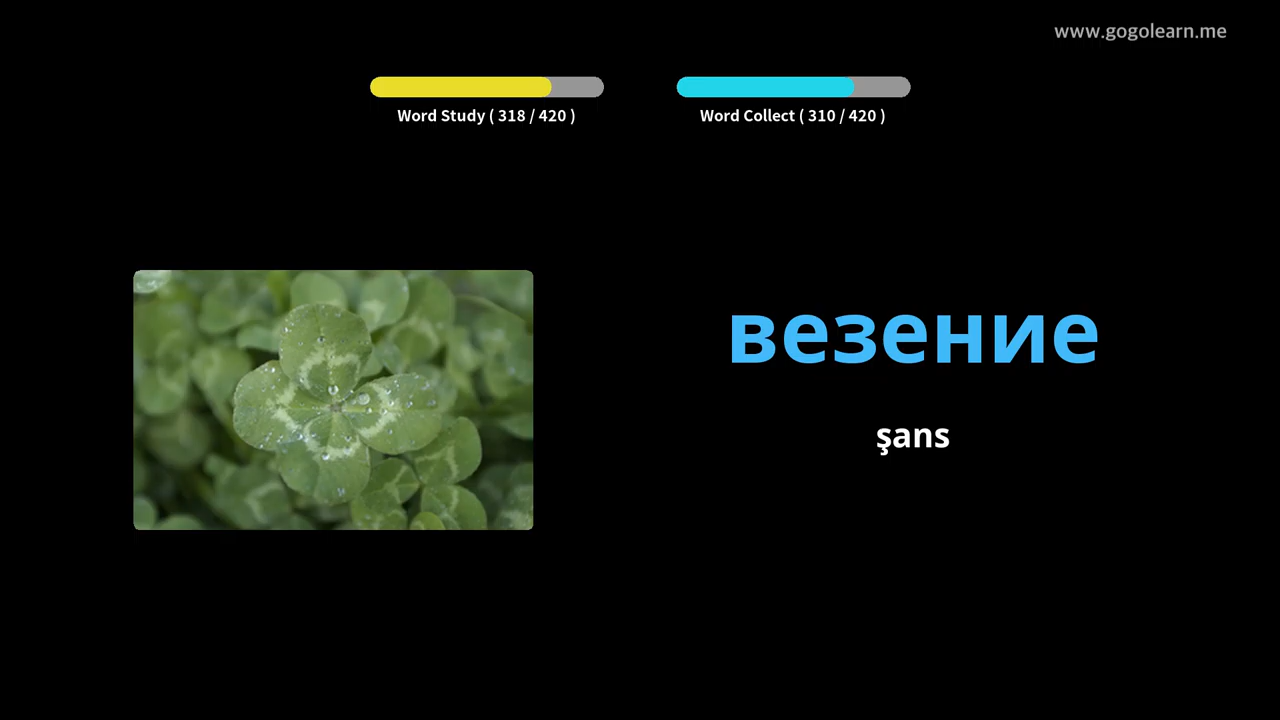 www.gogolearn.me
Word Study ( 318 / 420 )
Word Collect ( 310 / 420 )
везение
şans